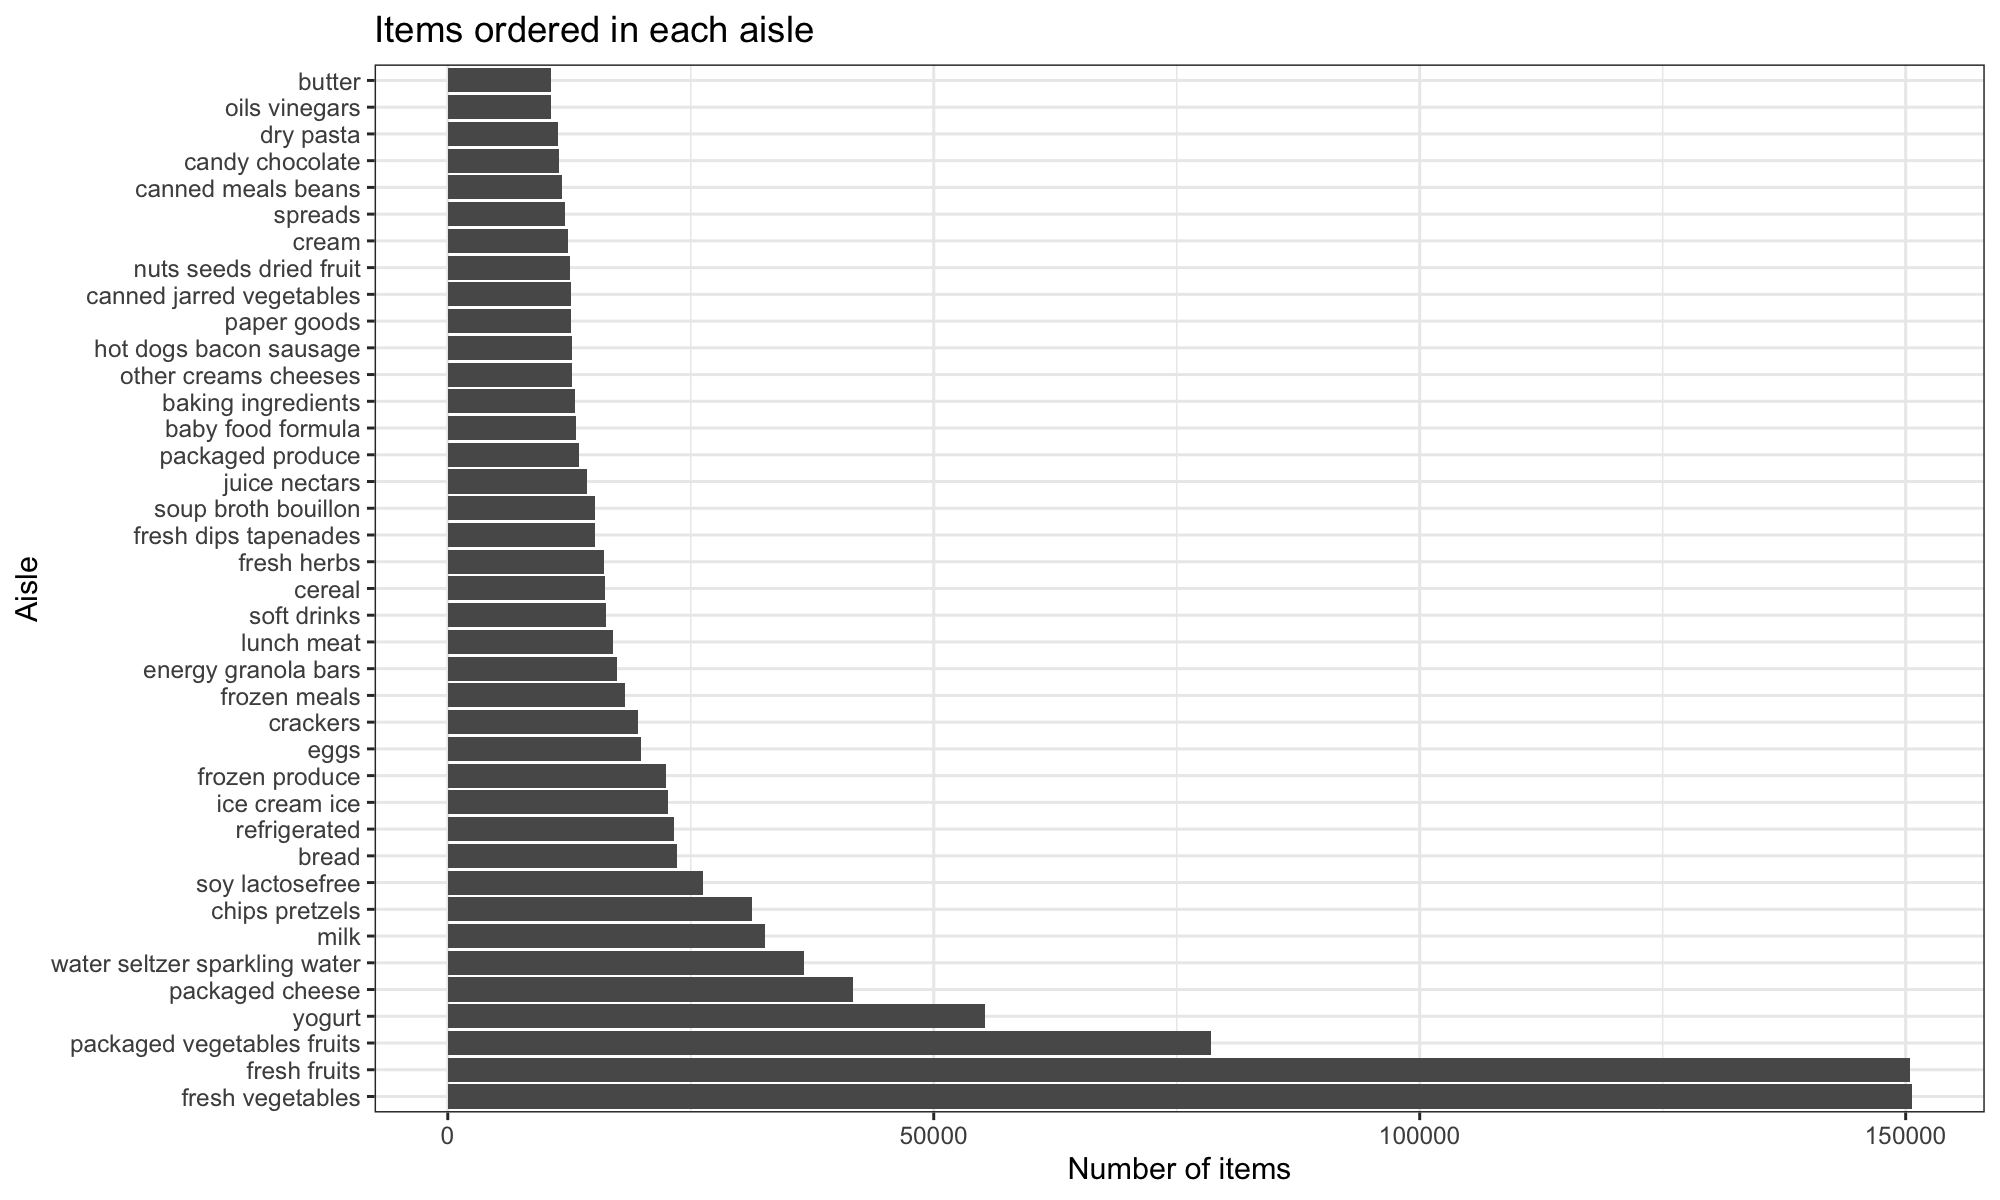 Items ordered in each aisle
butter
oils vinegars
dry pasta
candy chocolate
canned meals beans
spreads
cream
nuts seeds dried fruit
canned jarred vegetables
paper goods
hot dogs bacon sausage
other creams cheeses
baking ingredients
baby food formula
packaged produce
juice nectars
soup broth bouillon
fresh dips tapenades
fresh herbs
cereal
soft drinks
lunch meat
energy granola bars
frozen meals
crackers
eggs
frozen produce
ice cream ice
refrigerated
bread
soy lactosefree
chips pretzels
milk
water seltzer sparkling water
packaged cheese
yogurt
packaged vegetables fruits
fresh fruits
fresh vegetables
Aisle
0 50000 100000 150000
Number of items